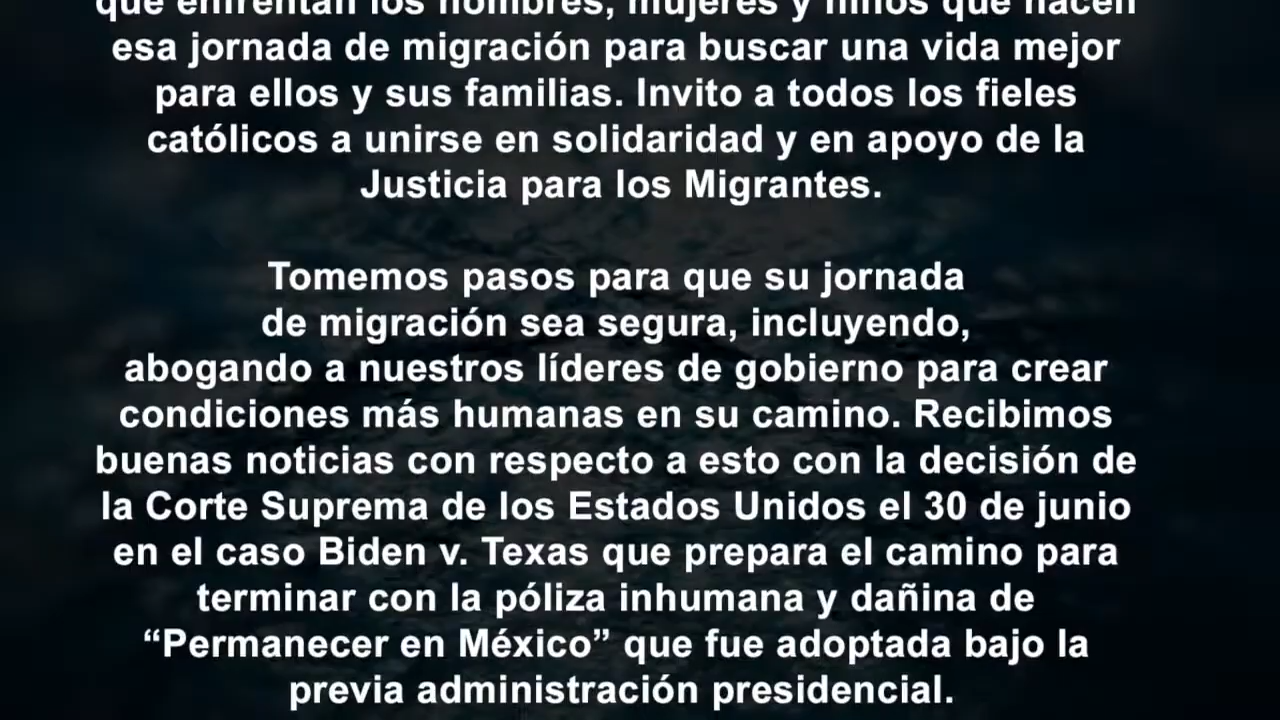 que enfrentan los hombres, mujeres y niños que hacen
esa jornada de migración para buscar una vida mejor
para ellos y sus familias. Invito a todos los fieles
católicos a unirse en solidaridad y en apoyo de la
Justicia para los Migrantes.
Tomemos pasos para que su jornada
de migración sea segura, incluyendo,
abogando a nuestros líderes de gobierno para crear
condiciones más humanas en su camino. Recibimos
buenas noticias con respecto a esto con la decisión de
la Corte Suprema de los Estados Unidos el 30 de junio
en el caso Biden v. Texas que prepara el camino para
terminar con la póliza inhumana y dañina de
“Permanecer en México” que fue adoptada bajo la
previa administración presidencial.